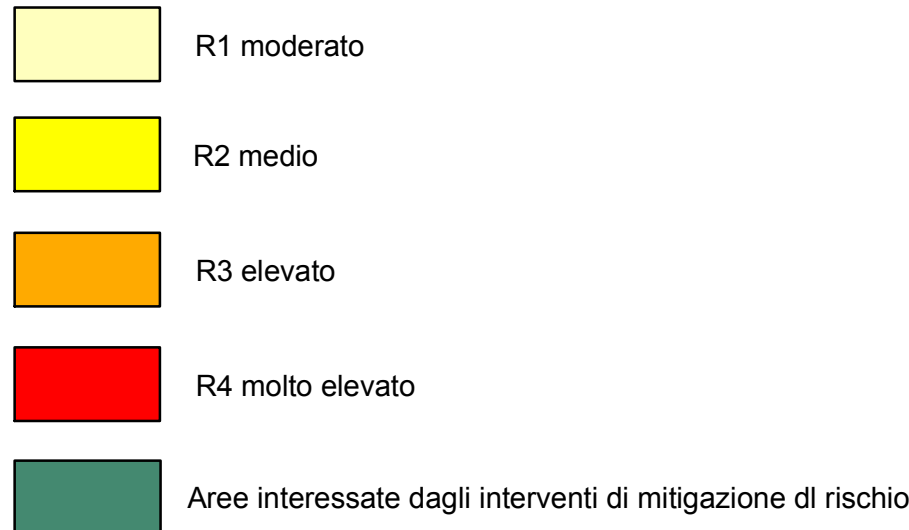 R1 moderato
R2 medio
R3 elevato
R4 molto elevato
Aree interessate dagli interventi di mitigazione dl rischio